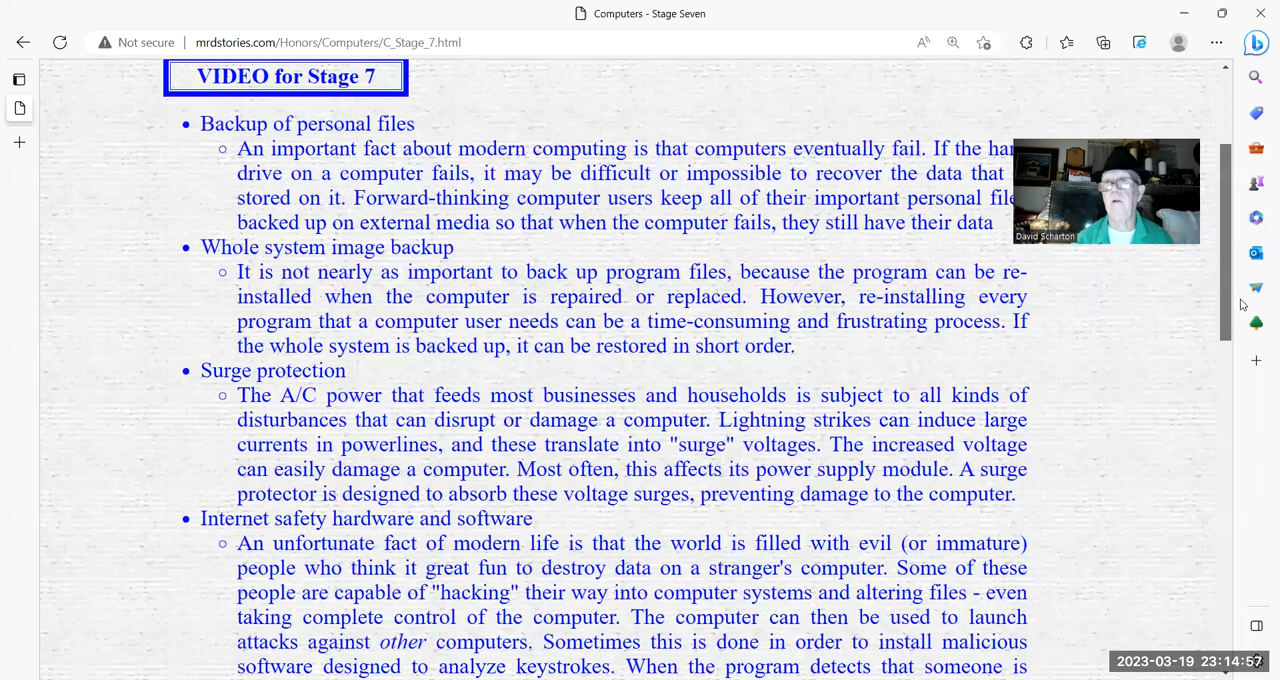 Computers - Stage Seven
Not secure
mrdstories.com/Honors/Computers/C_Stage_7.html
VIDEO for Stage 7
• Backup of personal files
○ An important fact about modern computing is that computers eventually fail. If the har
drive on a computer fails, it may be difficult or impossible to recover the data that
stored on it. Forward-thinking computer users keep all of their important personal file
backed up on external media so that when the computer fails, they still have their data
David Scharton
• Whole system image backup
○ It is not nearly as important to back up program files, because the program can be re-
installed when the computer is repaired or replaced. However, re-installing every
program that a computer user needs can be a time-consuming and frustrating process. If
the whole system is backed up, it can be restored in short order.
• Surge protection
○ The A/C power that feeds most businesses and households is subject to all kinds of
disturbances that can disrupt or damage a computer. Lightning strikes can induce large
currents in powerlines, and these translate into "surge" voltages. The increased voltage
can easily damage a computer. Most often, this affects its power supply module. A surge
protector is designed to absorb these voltage surges, preventing damage to the computer.
• Internet safety hardware and software
○ An unfortunate fact of modern life is that the world is filled with evil (or immature)
people who think it great fun to destroy data on a stranger's computer. Some of these
people are capable of "hacking" their way into computer systems and altering files - even
taking complete control of the computer. The computer can then be used to launch
attacks against other computers. Sometimes this is done in order to install malicious
software designed to analyze keystrokes. When the program detects that someone is
2023-03-19 23:14:57